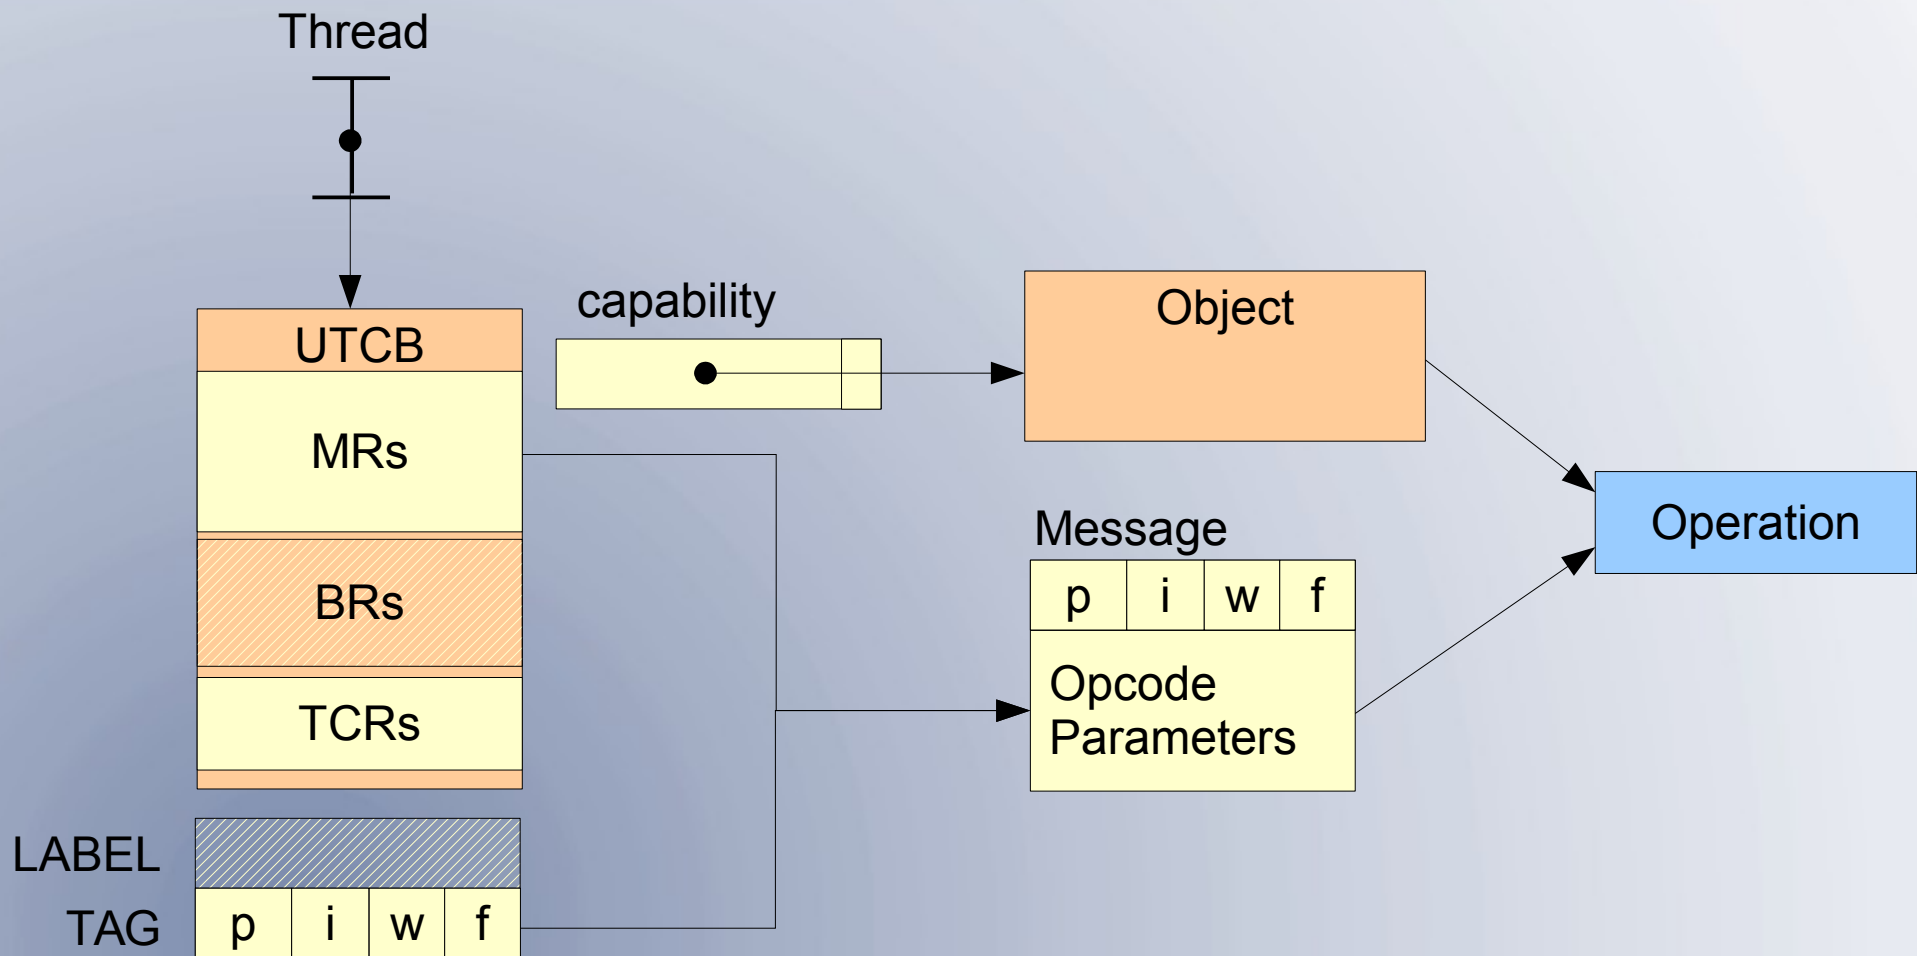 Thread
UTCB
MRs
BRs
TCRs
LABEL
TAG
p i w f
capability
Object
Message
p i w f
Opcode
Parameters
Operation